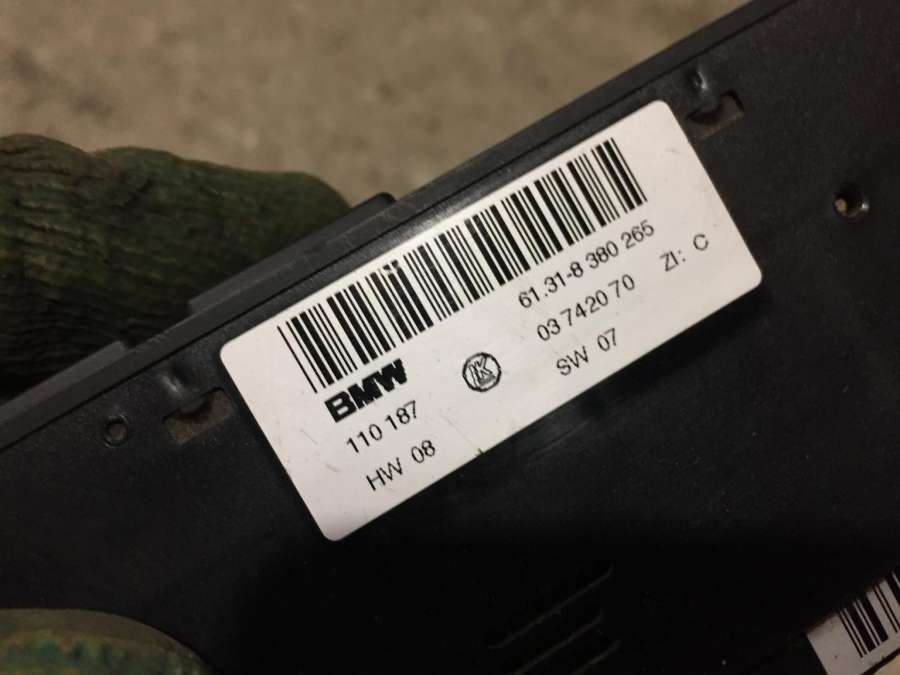 61.31-8 380 265
BMW
03 7420 70
ZI: C
110 187
SW 07
HW 08